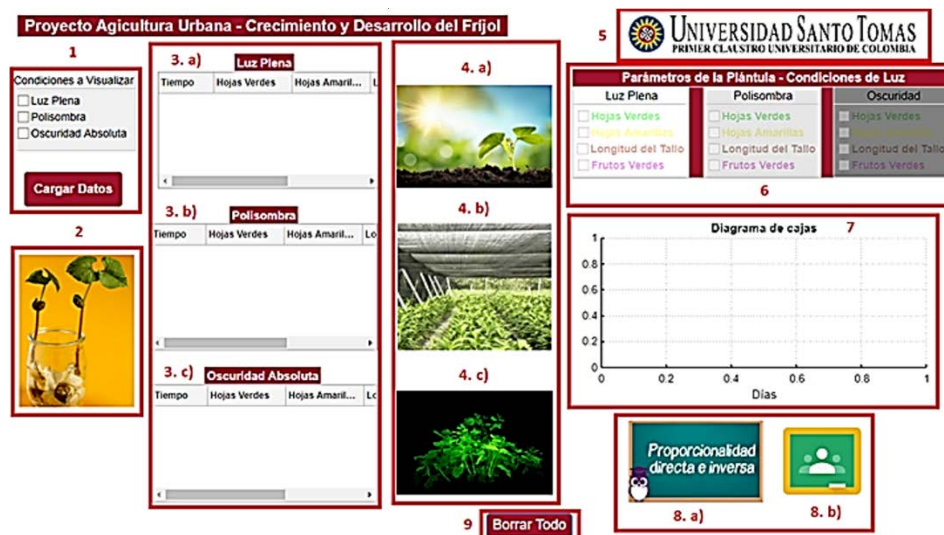 Proyecto Agicultura Urbana - Crecimiento y Desarrollo del Fríjol
1
Condiciones a Visualizar
Luz Plena
Polisombra
Oscuridad Absoluta
Cargar Datos
2
3. a)
Luz Plena
Tiempo Hojas Verdes Hojas Amaril... L
3. b)
Polisombra
Tiempo Hojas Verdes Hojas Amaril... Lo
3. c)
Oscuridad Absoluta
Tiempo Hojas Verdes Hojas Amaril... Lo
4. a)
4. b)
4. c)
5
UNIVERSIDAD SANTO TOMAS
PRIMER CLAUSTRO UNIVERSITARIO DE COLOMBIA
Parámetros de la Plántula - Condiciones de Luz
Luz Plena
Hojas Verdes
Hojas Amarillas
Longitud del Tallo
Frutos Verdes
Polisombra
Hojas Verdes
Hojas Amarillas
Longitud del Tallo
Frutos Verdes
Oscuridad
Hojas Verdes
Hojas Amarillas
Longitud del Tallo
Frutos Verdes
6
Diagrama de cajas 7
1
0.8
0.6
0.4
0.2
0
0 0.2 0.4 0.6 0.8 1
Días
Proporcionalidad
directa e inversa
8. a)
8. b)
9
Borrar Todo